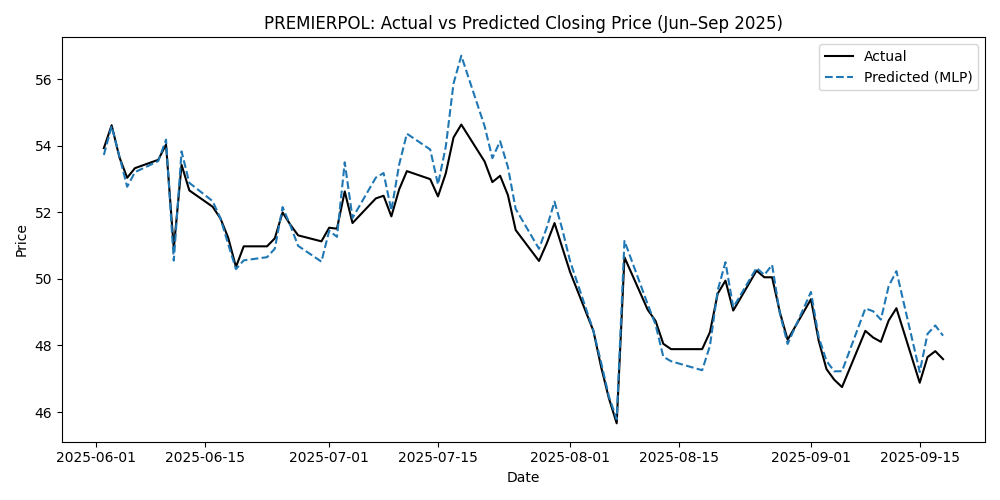 PREMIERPOL: Actual vs Predicted Closing Price (Jun–Sep 2025)
Actual
Predicted (MLP)
Price
56
54
52
50
48
46
2025-06-01 2025-06-15 2025-07-01 2025-07-15 2025-08-01 2025-08-15 2025-09-01 2025-09-15
Date